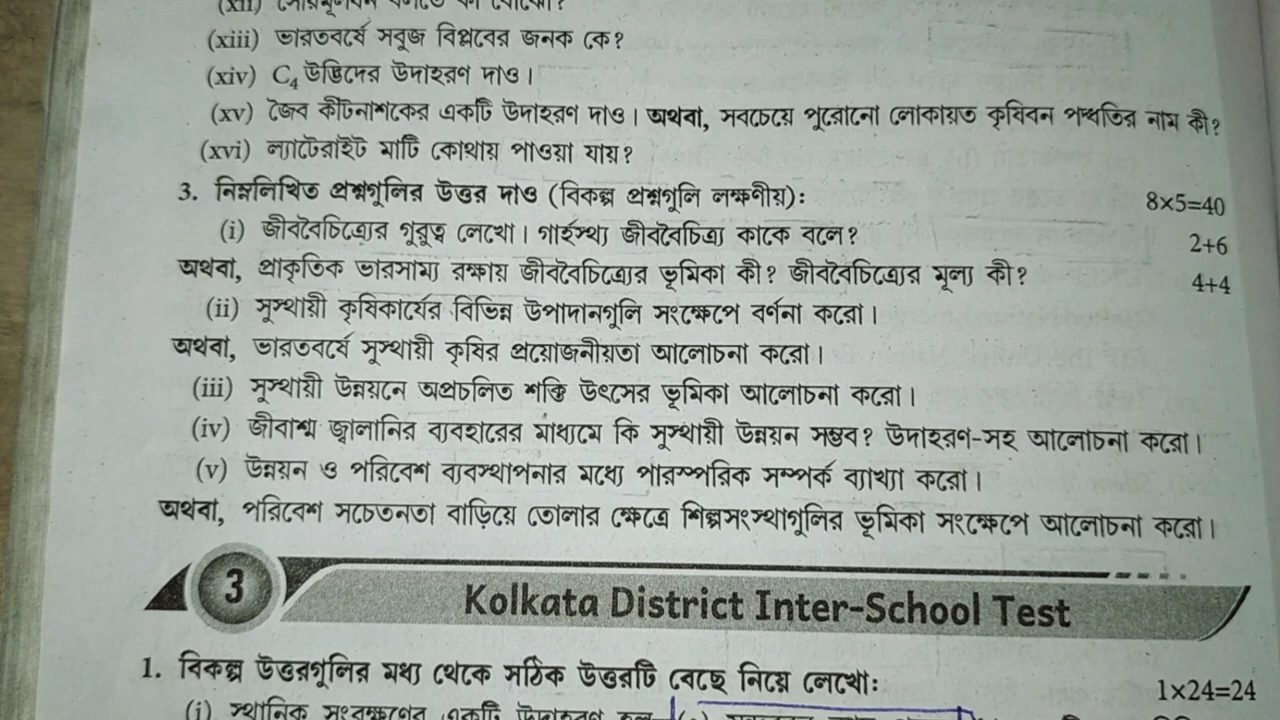 (xiii) ভারতবর্ষে সবুজ বিপ্লবের জনক কে?
(xiv) C₄ উদ্ভিদের উদাহরণ দাও।
(xv) জৈব কীটনাশকের একটি উদাহরণ দাও। অথবা, সবচেয়ে পুরোনো লোকায়ত কৃষিবন পদ্ধতির নাম কী?
(xvi) ল্যাটেরাইট মাটি কোথায় পাওয়া যায়?
3. নিম্নলিখিত প্রশ্নগুলির উত্তর দাও (বিকল্প প্রশ্নগুলি লক্ষণীয়): 8×5=40
(i) জীববৈচিত্র্যের গুরুত্ব লেখো। গার্হস্থ্য জীববৈচিত্র্য কাকে বলে? 2+6
অথবা, প্রাকৃতিক ভারসাম্য রক্ষায় জীববৈচিত্র্যের ভূমিকা কী? জীববৈচিত্র্যের মূল্য কী? 4+4
(ii) সুস্থায়ী কৃষিকার্যের বিভিন্ন উপাদানগুলি সংক্ষেপে বর্ণনা করো।
অথবা, ভারতবর্ষে সুস্থায়ী কৃষির প্রয়োজনীয়তা আলোচনা করো।
(iii) সুস্থায়ী উন্নয়নে অপ্রচলিত শক্তি উৎসের ভূমিকা আলোচনা করো।
(iv) জীবাশ্ম জ্বালানির ব্যবহারের মাধ্যমে কি সুস্থায়ী উন্নয়ন সম্ভব? উদাহরণ-সহ আলোচনা করো।
(v) উন্নয়ন ও পরিবেশ ব্যবস্থাপনার মধ্যে পারস্পরিক সম্পর্ক ব্যাখ্যা করো।
অথবা, পরিবেশ সচেতনতা বাড়িয়ে তোলার ক্ষেত্রে শিল্পসংস্থাগুলির ভূমিকা সংক্ষেপে আলোচনা করো।
3 Kolkata District Inter-School Test
1. বিকল্প উত্তরগুলির মধ্য থেকে সঠিক উত্তরটি বেছে নিয়ে লেখো: 1×24=24
(i) স্থানিক সংরক্ষণের একটি উদাহরণ হল